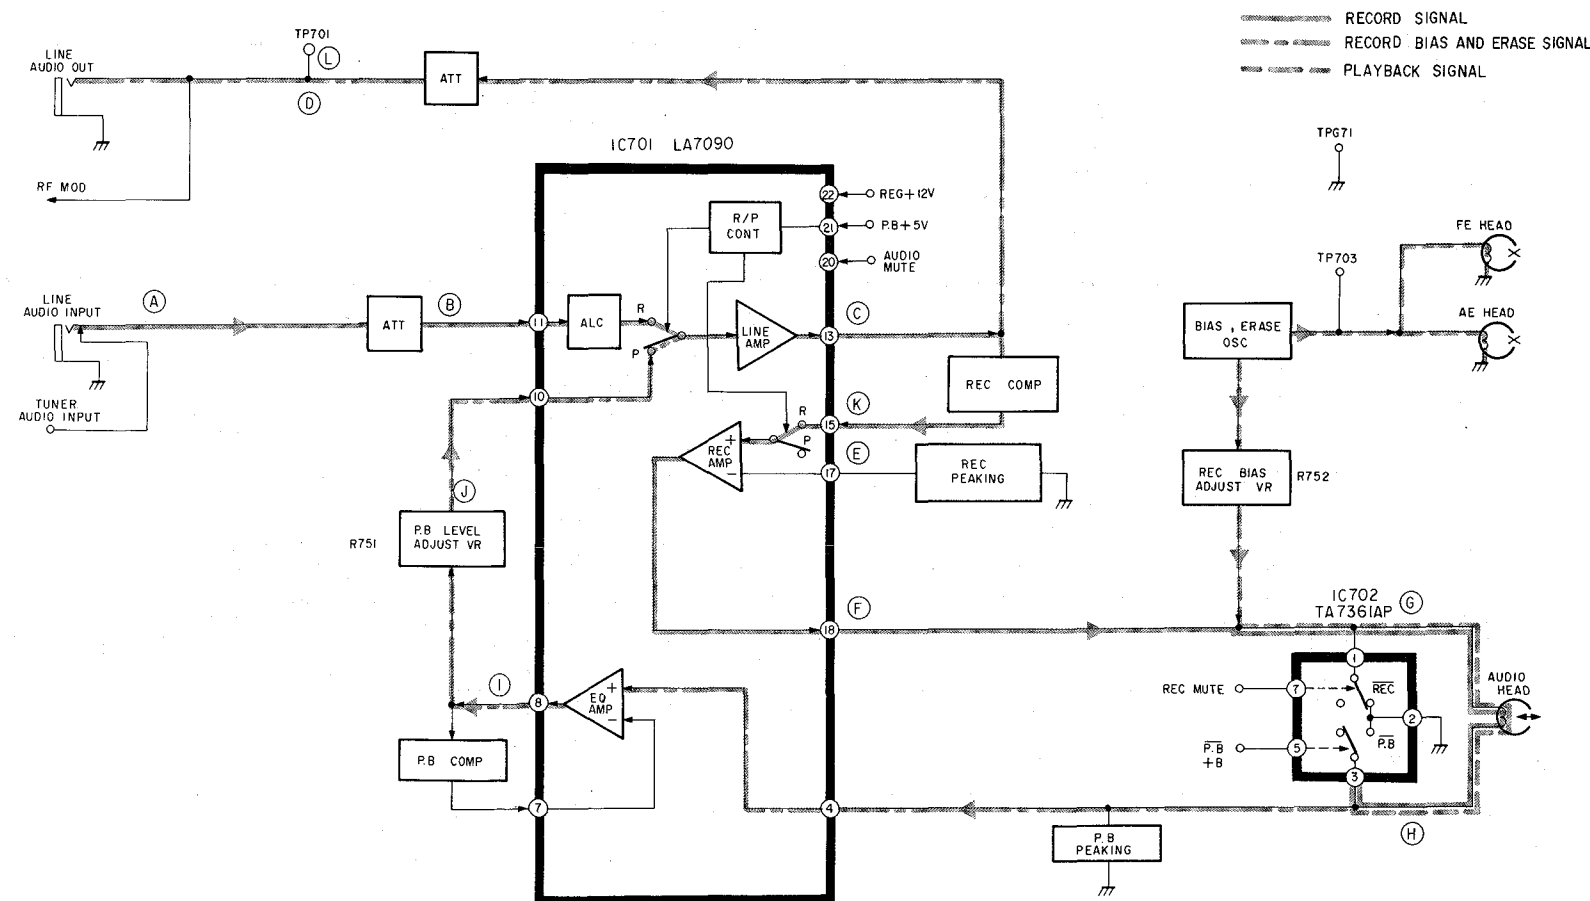 RECORD SIGNAL
RECORD BIAS AND ERASE SIGNAL
PLAYBACK SIGNAL
TP701
L
LINE
AUDIO OUT
ATT
D
IC701 LA7090
TPG71
RF MOD
22
REG+12V
R/P
CONT
21
P.B+5V
20
AUDIO
MUTE
FE HEAD
TP703
LINE
AUDIO INPUT
A
ATT
B
11
ALC
R
P
LINE
AMP
13
C
BIAS , ERASE
OSC
AE HEAD
TUNER
AUDIO INPUT
10
REC COMP
K
R
15
P
REC
AMP
+
−
E
17
REC
PEAKING
REC BIAS
ADJUST VR
R752
J
R751
P.B LEVEL
ADJUST VR
F
18
IC702
TA7361AP
G
1
I
8
EQ
AMP
+
−
REC MUTE
7
REC
2
AUDIO
HEAD
P.B
+B
5
P.B
3
P.B COMP
7
4
H
P.B
PEAKING